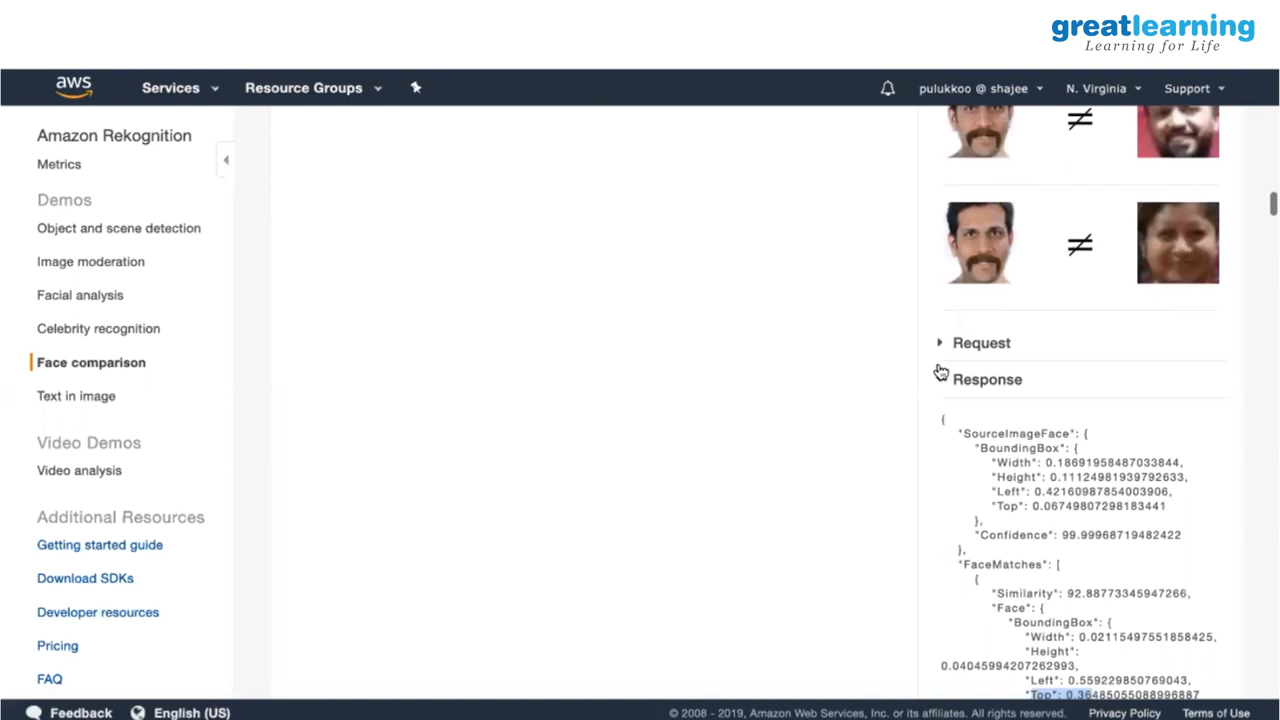 greatlearning
Learning for Life
aws
Services
Resource Groups
pulukkoo @ shajee
N. Virginia
Support
Amazon Rekognition
Metrics
Demos
Object and scene detection
Image moderation
Facial analysis
Celebrity recognition
Face comparison
Text in image
Video Demos
Video analysis
Additional Resources
Getting started guide
Download SDKs
Developer resources
Pricing
FAQ
≠
≠
Request
Response
{
"SourceImageFace": {
"BoundingBox": {
"Width": 0.18691958487033844,
"Height": 0.11124981939792633,
"Left": 0.42160987854003906,
"Top": 0.06749807298183441
},
"Confidence": 99.99968719482422
},
"FaceMatches": [
{
"Similarity": 92.88773345947266,
"Face": {
"BoundingBox": {
"Width": 0.02115497551858425,
"Height":
0.04045994207262993,
"Left": 0.559229850769043,
"Top": 0.36485055088996887
Feedback
English (US)
© 2008 - 2019, Amazon Web Services, Inc. or its affiliates. All rights reserved.
Privacy Policy
Terms of Use